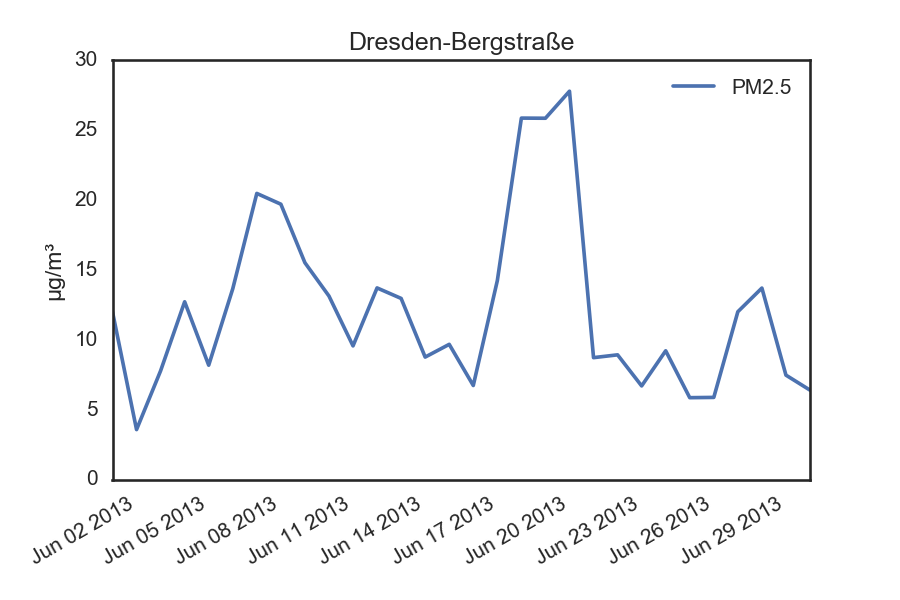 Dresden-Bergstraße
PM2.5
µg/m³
30
25
20
15
10
5
0
Jun 02 2013
Jun 05 2013
Jun 08 2013
Jun 11 2013
Jun 14 2013
Jun 17 2013
Jun 20 2013
Jun 23 2013
Jun 26 2013
Jun 29 2013